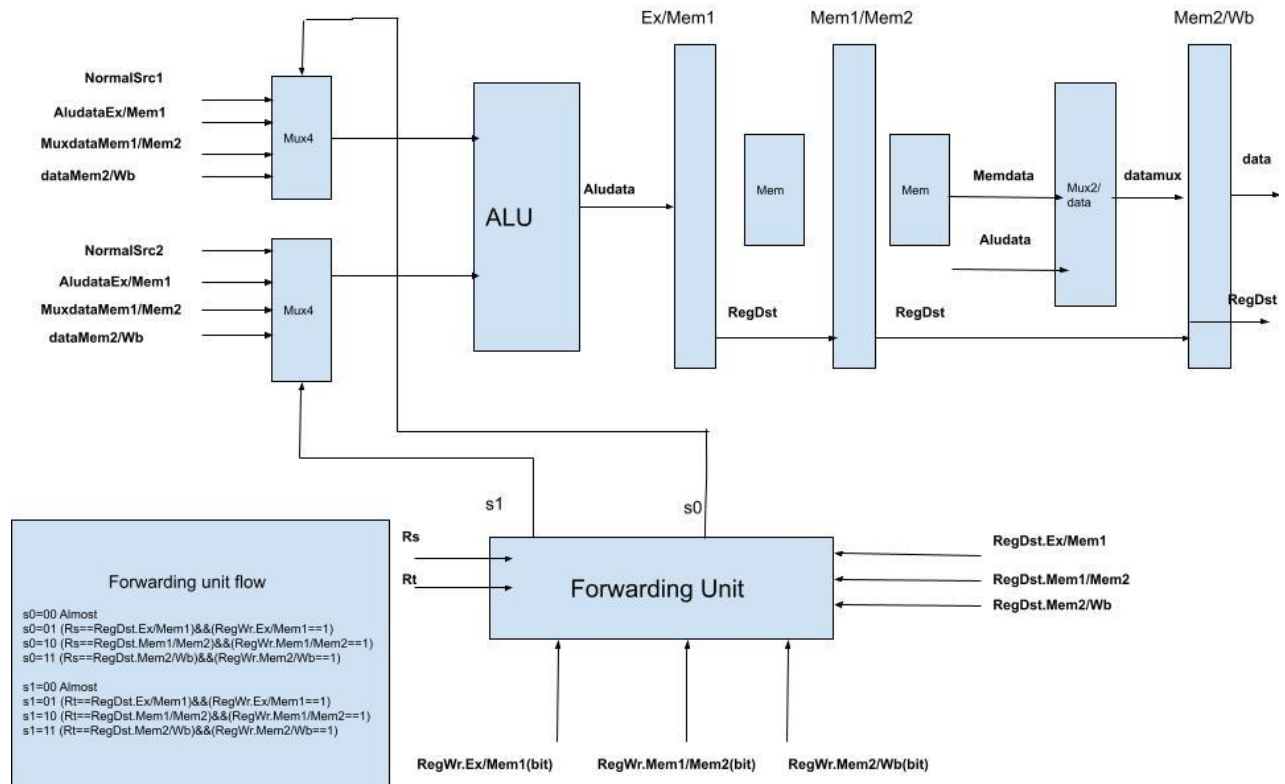 Ex/Mem1
Mem1/Mem2
Mem2/Wb
NormalSrc1
AludataEx/Mem1
MuxdataMem1/Mem2
dataMem2/Wb
Mux4
ALU
Aludata
Mem
Mem
Memdata
Aludata
Mux2/
data
datamux
data
NormalSrc2
AludataEx/Mem1
MuxdataMem1/Mem2
dataMem2/Wb
Mux4
RegDst
RegDst
RegDst
s1
s0
Rs
Rt
Forwarding Unit
RegDst.Ex/Mem1
RegDst.Mem1/Mem2
RegDst.Mem2/Wb
RegWr.Ex/Mem1(bit)
RegWr.Mem1/Mem2(bit)
RegWr.Mem2/Wb(bit)
Forwarding unit flow
s0=00 Almost
s0=01 (Rs==RegDst.Ex/Mem1)&&(RegWr.Ex/Mem1==1)
s0=10 (Rs==RegDst.Mem1/Mem2)&&(RegWr.Mem1/Mem2==1)
s0=11 (Rs==RegDst.Mem2/Wb)&&(RegWr.Mem2/Wb==1)
s1=00 Almost
s1=01 (Rt==RegDst.Ex/Mem1)&&(RegWr.Ex/Mem1==1)
s1=10 (Rt==RegDst.Mem1/Mem2)&&(RegWr.Mem1/Mem2==1)
s1=11 (Rt==RegDst.Mem2/Wb)&&(RegWr.Mem2/Wb==1)